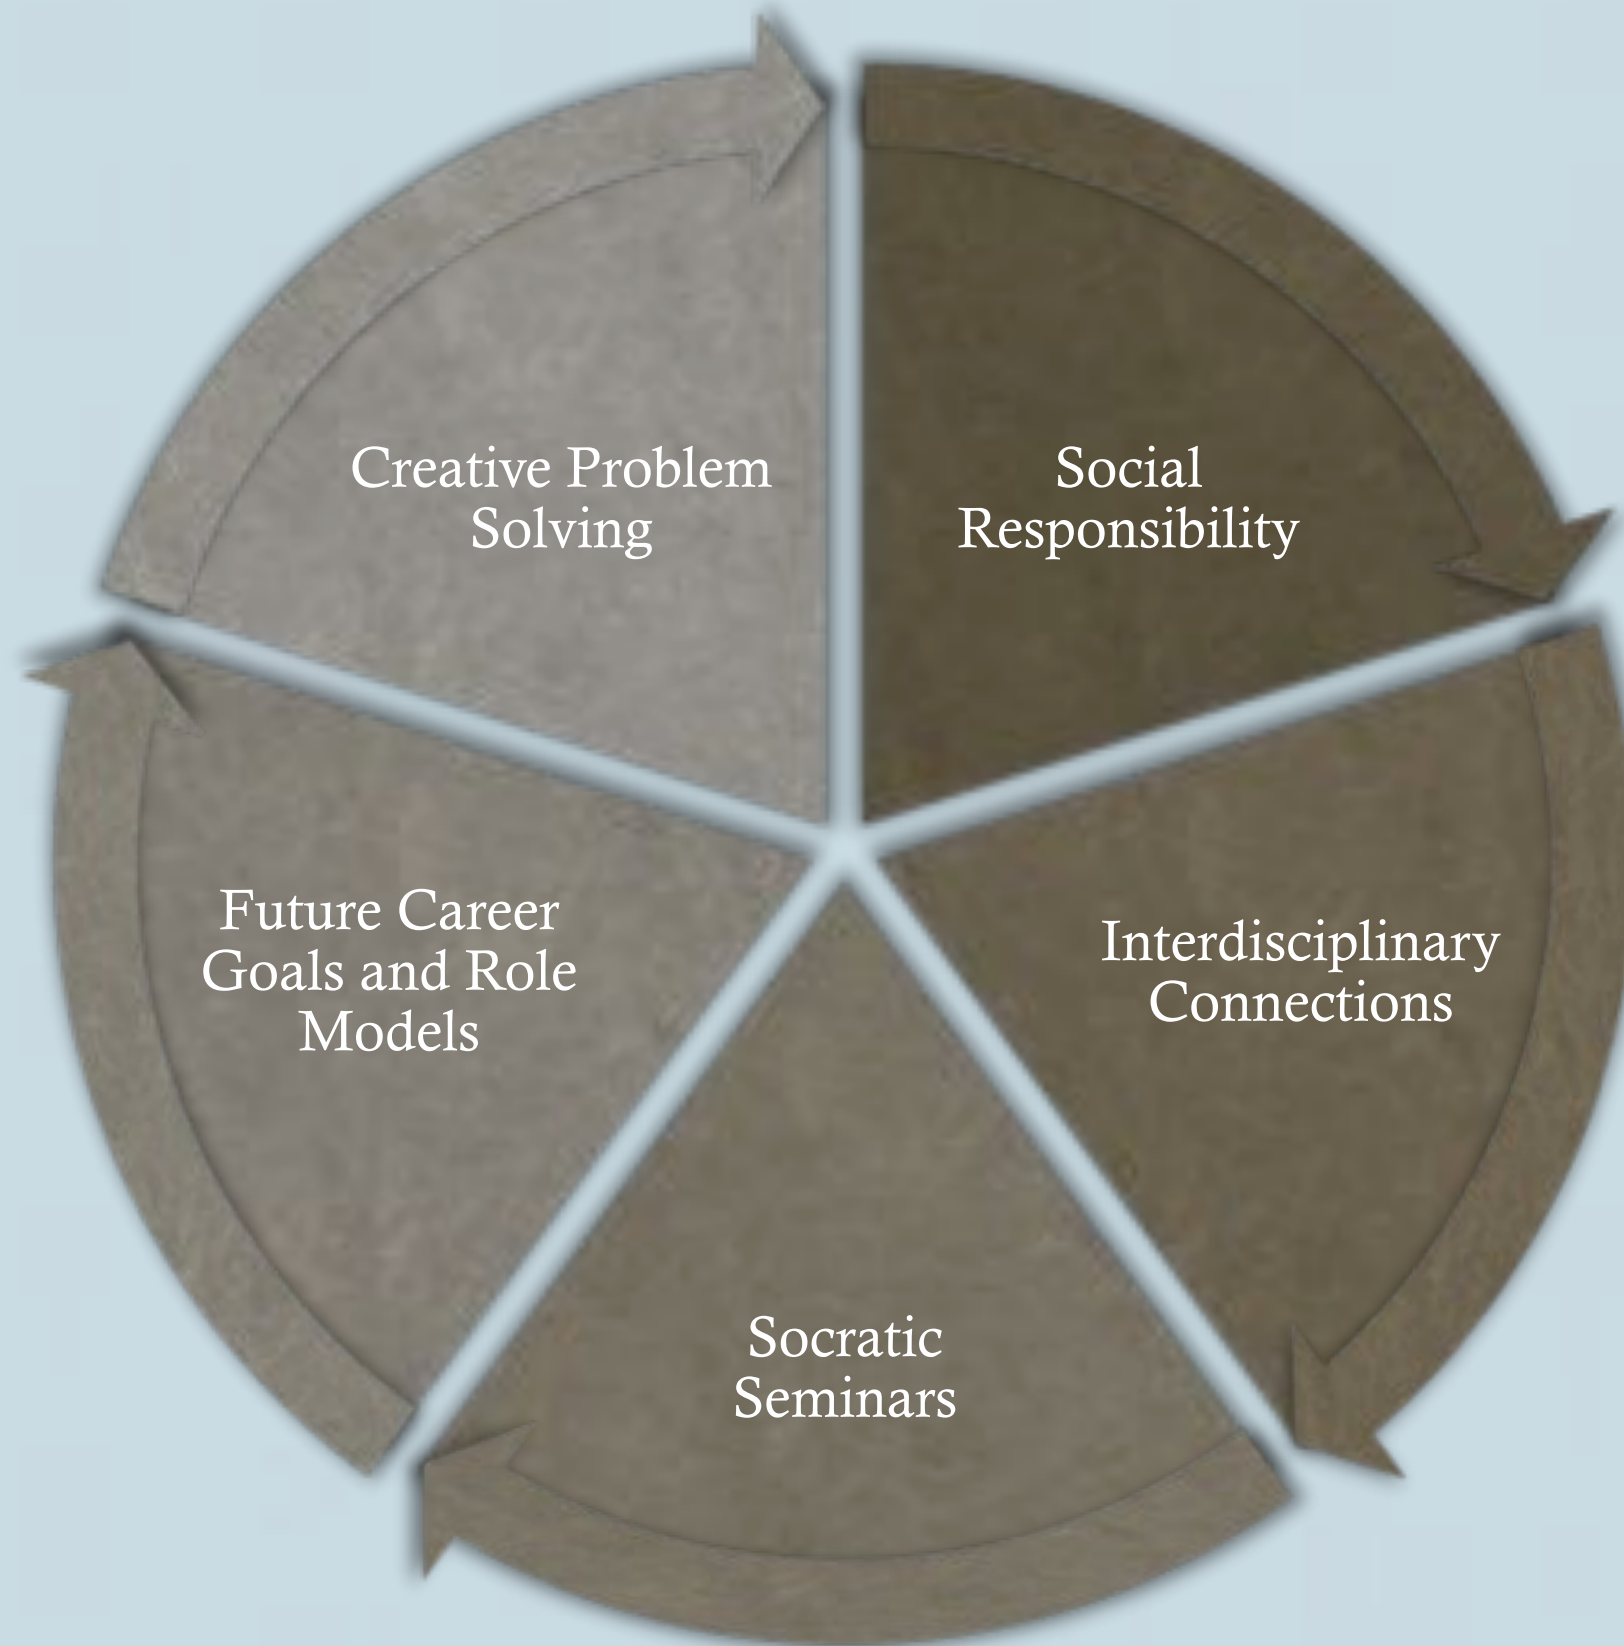 Creative Problem
Solving
Social
Responsibility
Future Career
Goals and Role
Models
Interdisciplinary
Connections
Socratic
Seminars